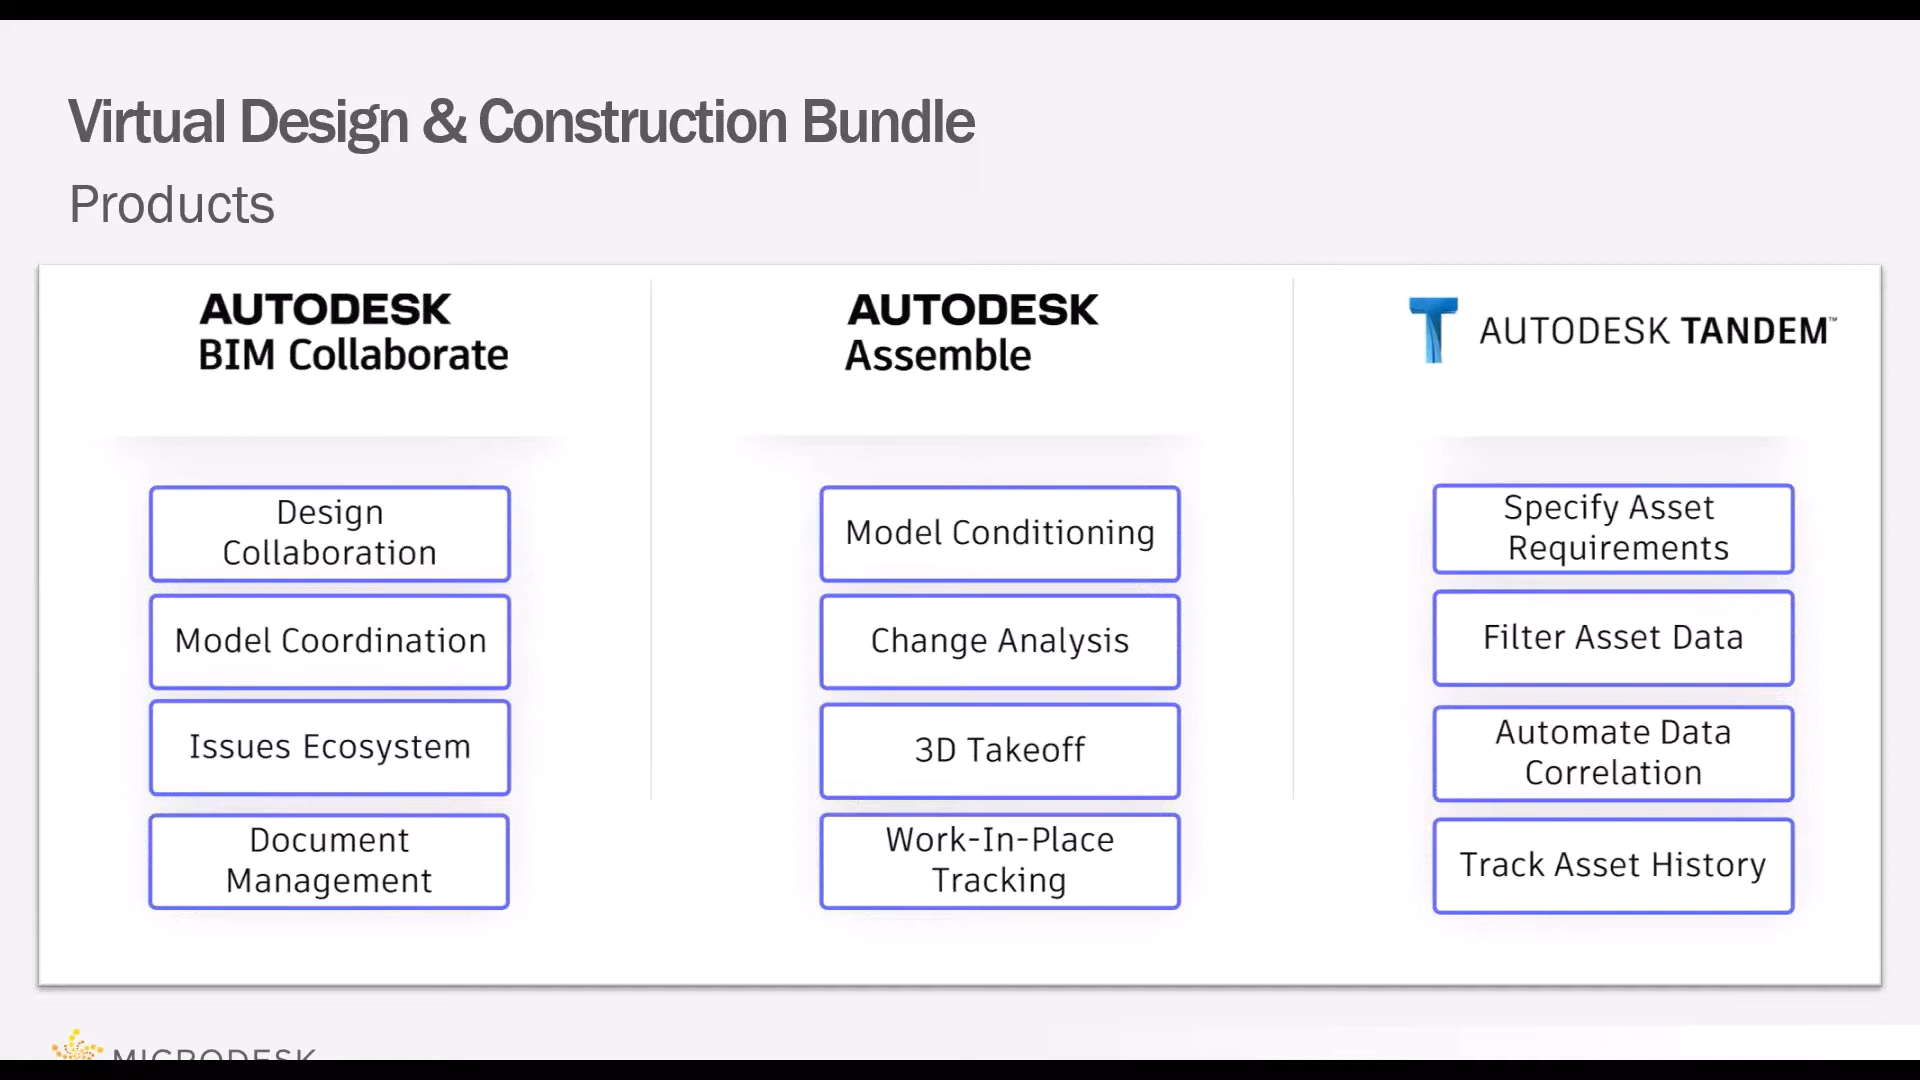 Virtual Design & Construction Bundle
Products
AUTODESK
BIM Collaborate
Design
Collaboration
Model Coordination
Issues Ecosystem
Document
Management
AUTODESK
Assemble
Model Conditioning
Change Analysis
3D Takeoff
Work-In-Place
Tracking
AUTODESK TANDEM™
Specify Asset
Requirements
Filter Asset Data
Automate Data
Correlation
Track Asset History
MICRODESK